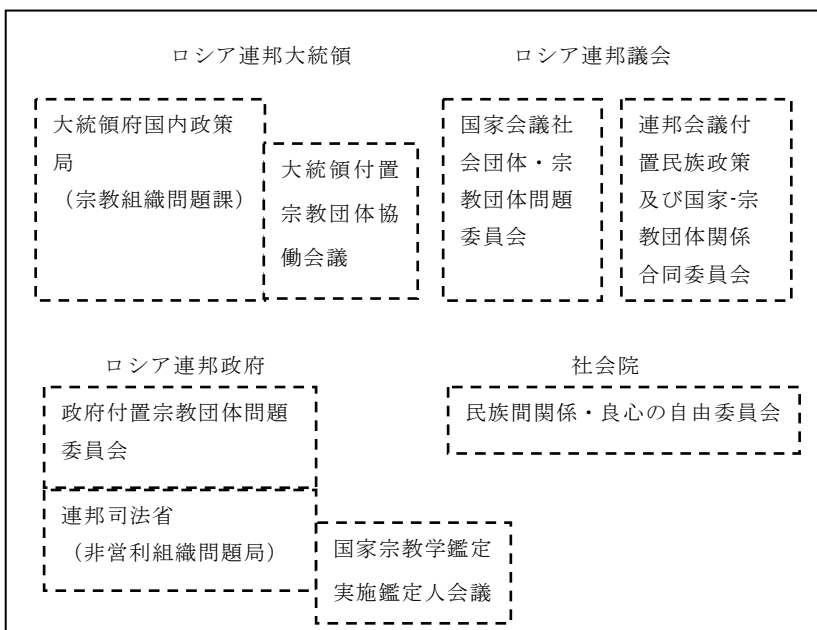 ロシア連邦大統領
大統領府国内政策
局
（宗教組織問題課）
大統領付置
宗教団体協
働会議
ロシア連邦議会
国家会議社
会団体・宗
教団体問題
委員会
連邦会議付
置民族政策
及び国家-宗
教団体関係
合同委員会
ロシア連邦政府
政府付置宗教団体問題
委員会
連邦司法省
（非営利組織問題局）
国家宗教学鑑定
実施鑑定人会議
社会院
民族間関係・良心の自由委員会